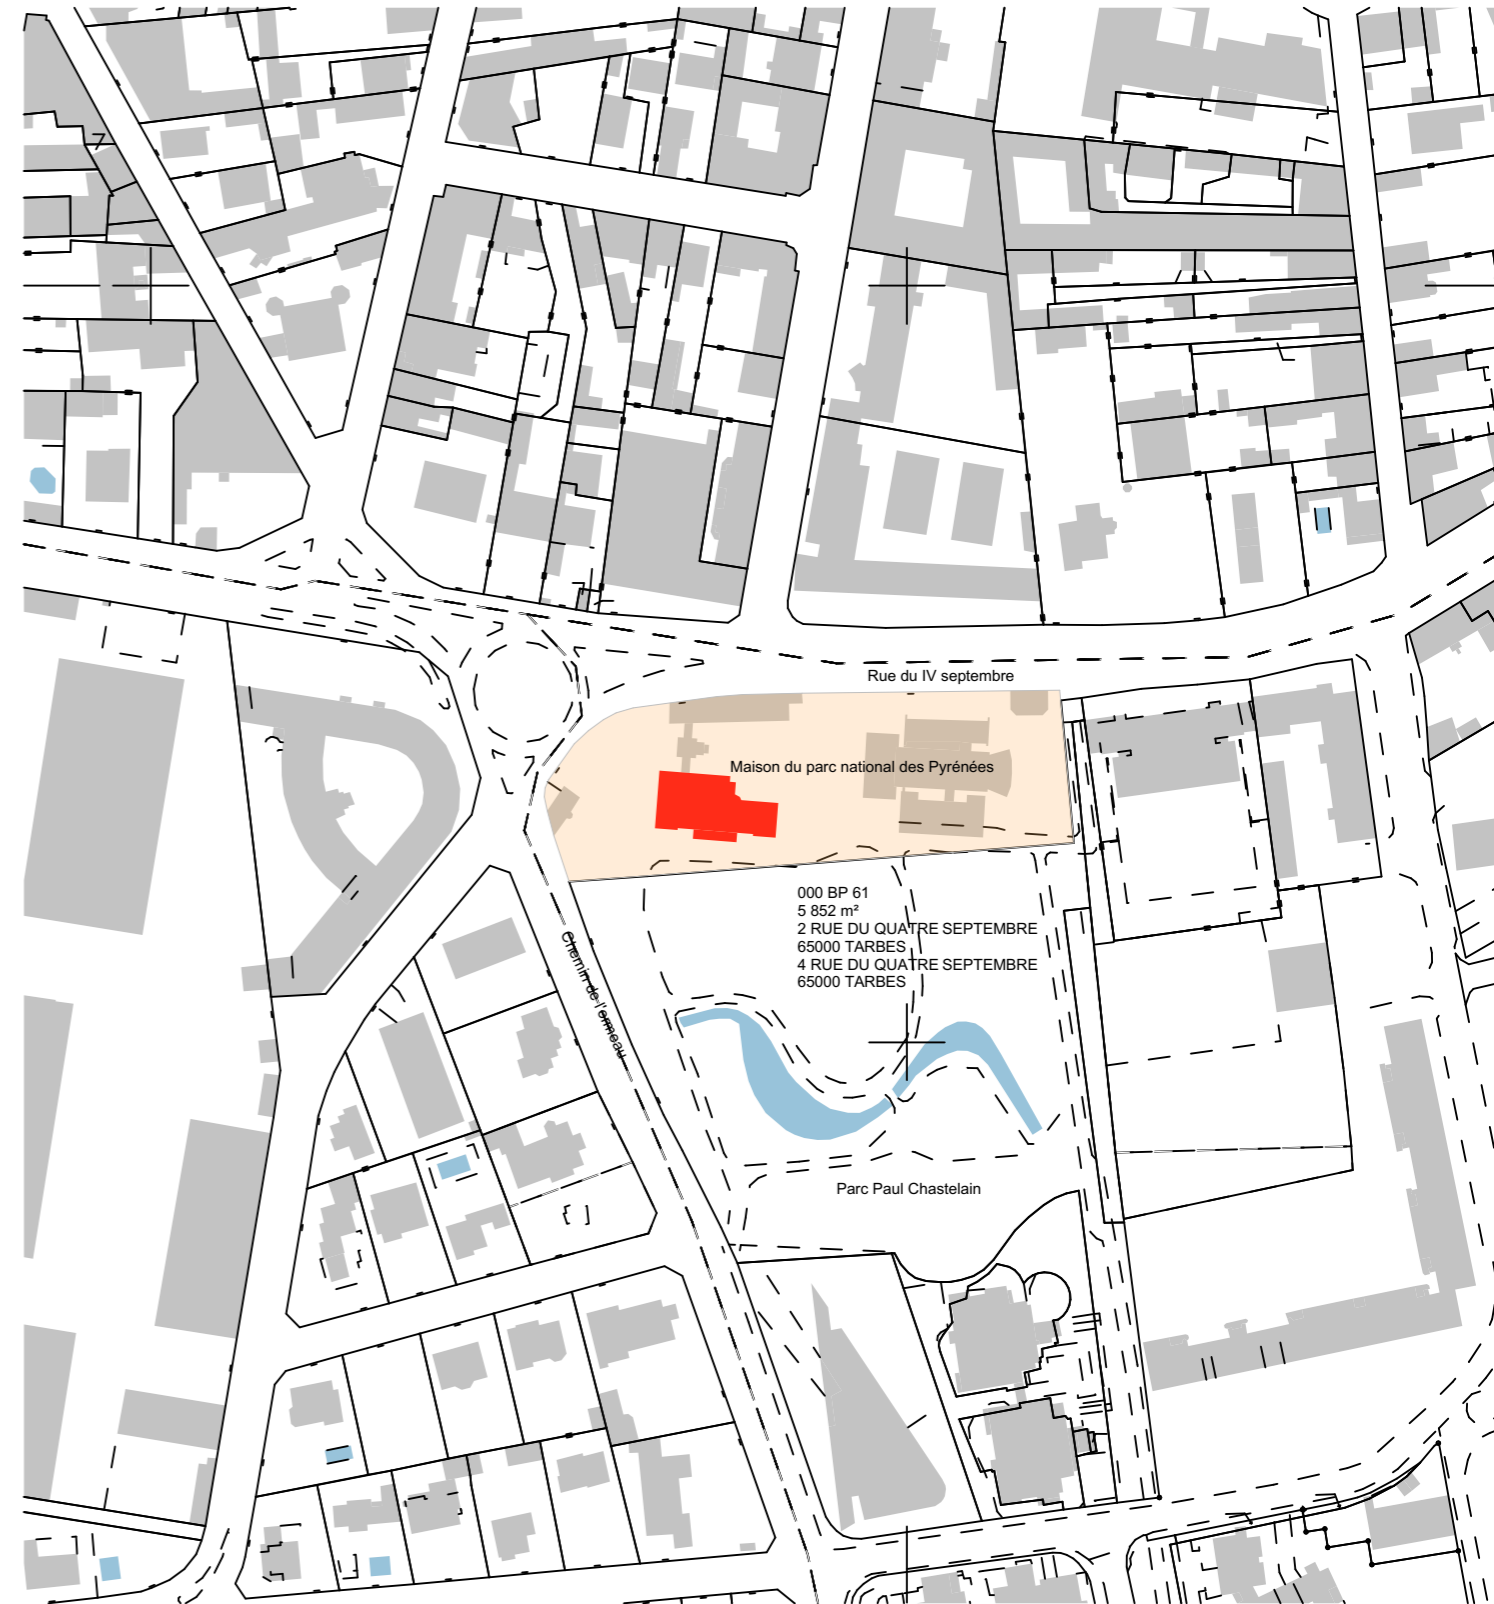 Rue du IV septembre
Maison du parc national des Pyrénées
000 BP 61
5 852 m²
2 RUE DU QUATRE SEPTEMBRE
65000 TARBES
4 RUE DU QUATRE SEPTEMBRE
65000 TARBES
Chemin de l'ormeau
Parc Paul Chastelain